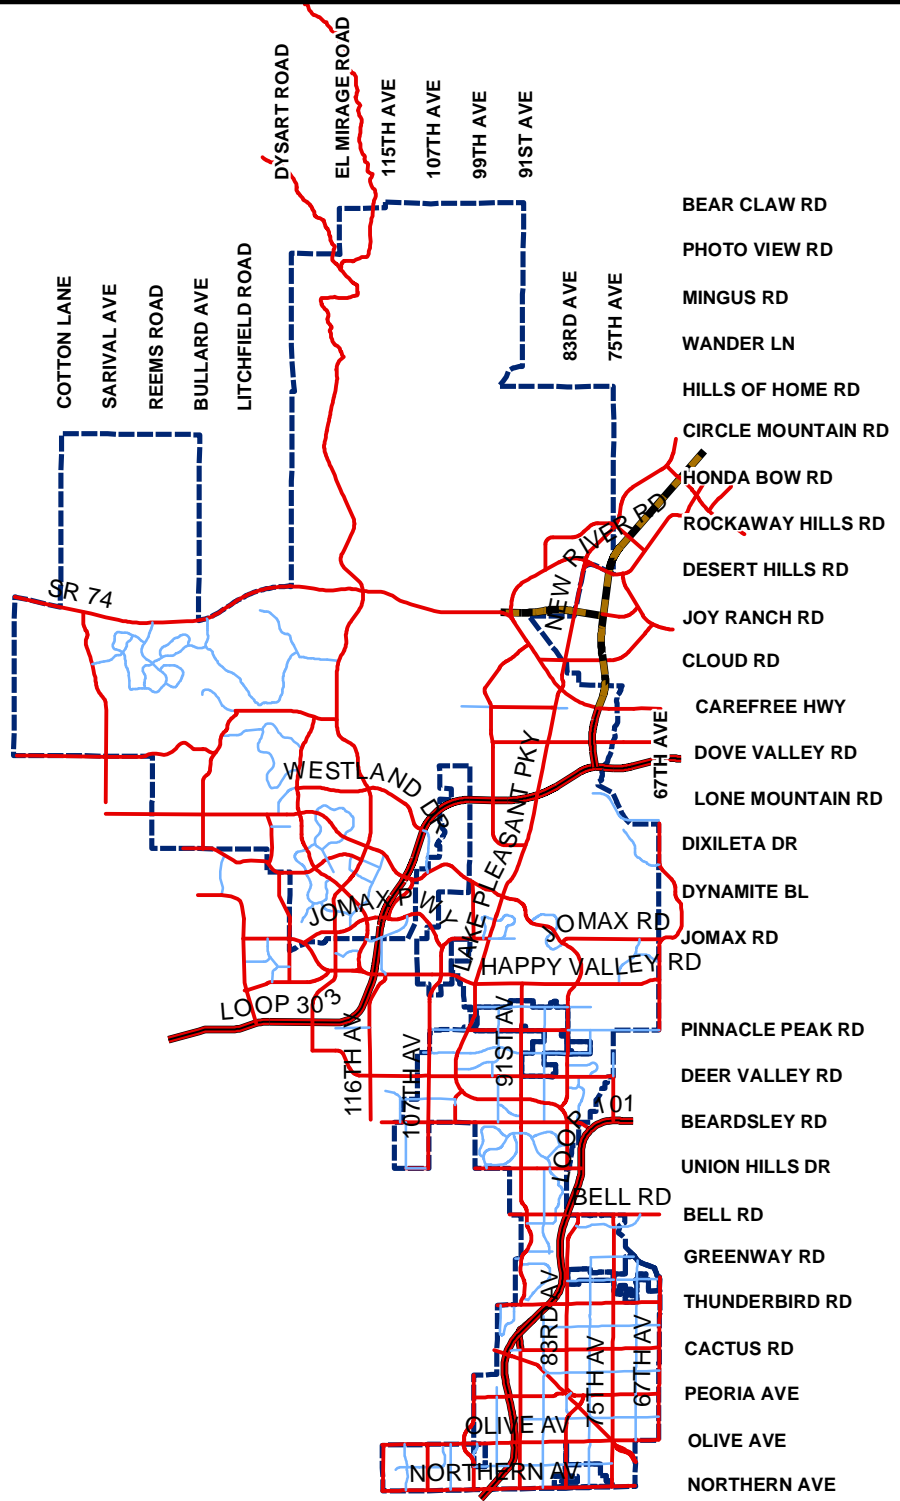 DYSART ROAD
EL MIRAGE ROAD
115TH AVE
107TH AVE
99TH AVE
91ST AVE
COTTON LANE
SARIVAL AVE
REEMS ROAD
BULLARD AVE
LITCHFIELD ROAD
83RD AVE
75TH AVE
BEAR CLAW RD
PHOTO VIEW RD
MINGUS RD
WANDER LN
HILLS OF HOME RD
CIRCLE MOUNTAIN RD
HONDA BOW RD
ROCKAWAY HILLS RD
DESERT HILLS RD
JOY RANCH RD
CLOUD RD
CAREFREE HWY
DOVE VALLEY RD
LONE MOUNTAIN RD
DIXILETA DR
DYNAMITE BL
JOMAX RD
PINNACLE PEAK RD
DEER VALLEY RD
BEARDSLEY RD
UNION HILLS DR
BELL RD
GREENWAY RD
THUNDERBIRD RD
CACTUS RD
PEORIA AVE
OLIVE AVE
NORTHERN AVE
SR 74
NEW RIVER RD
67TH AVE
WESTLAND DR
LAKE PLEASANT PKY
JOMAX PWY
JOMAX RD
HAPPY VALLEY RD
LOOP 303
116TH AV
107TH AV
91ST AV
LOOP 101
BELL RD
83RD AV
75TH AV
67TH AV
OLIVE AV
NORTHERN AV